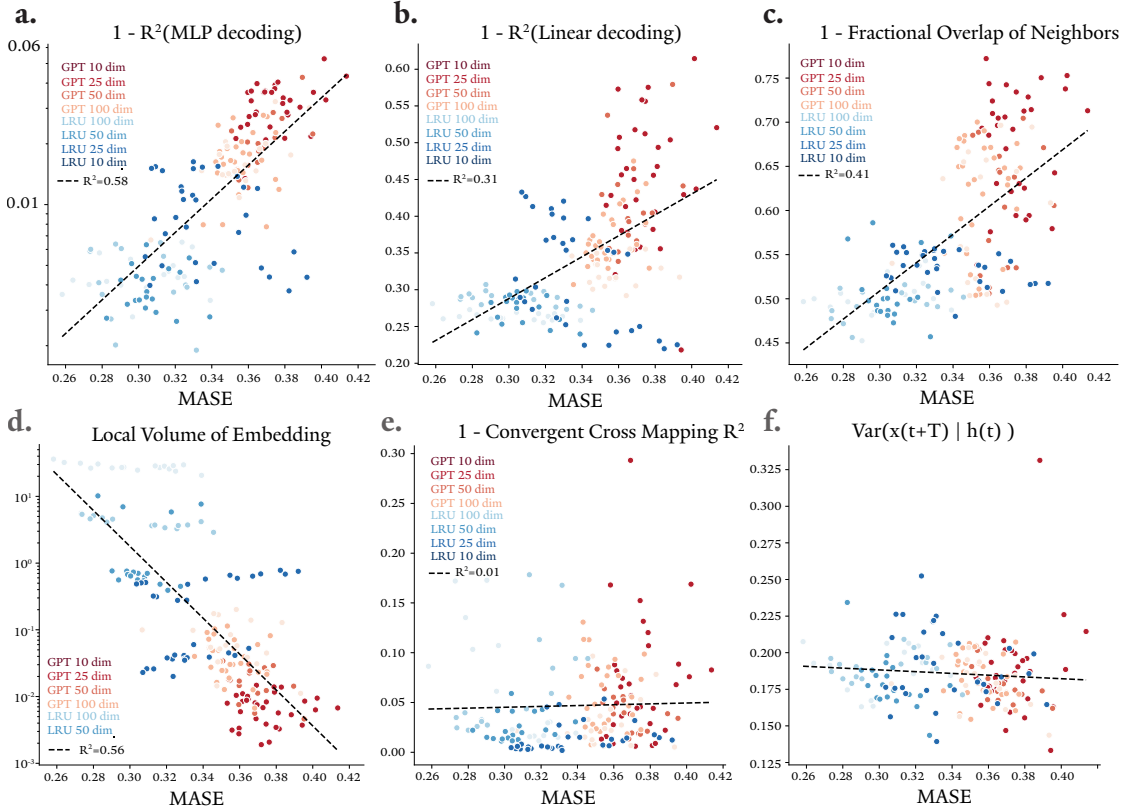 a.
1 - R²(MLP decoding)
0.06
0.01
GPT 10 dim
GPT 25 dim
GPT 50 dim
GPT 100 dim
LRU 100 dim
LRU 50 dim
LRU 25 dim
LRU 10 dim
R²=0.58
0.26 0.28 0.30 0.32 0.34 0.36 0.38 0.40 0.42
MASE
b.
1 - R²(Linear decoding)
0.60
0.55
0.50
0.45
0.40
0.35
0.30
0.25
0.20
GPT 10 dim
GPT 25 dim
GPT 50 dim
GPT 100 dim
LRU 100 dim
LRU 50 dim
LRU 25 dim
LRU 10 dim
R²=0.31
0.26 0.28 0.30 0.32 0.34 0.36 0.38 0.40 0.42
MASE
c.
1 - Fractional Overlap of Neighbors
0.75
0.70
0.65
0.60
0.55
0.50
0.45
GPT 10 dim
GPT 25 dim
GPT 50 dim
GPT 100 dim
LRU 100 dim
LRU 50 dim
LRU 25 dim
LRU 10 dim
R²=0.41
0.26 0.28 0.30 0.32 0.34 0.36 0.38 0.40 0.42
MASE
d.
Local Volume of Embedding
10¹
10⁰
10⁻¹
10⁻²
10⁻³
GPT 10 dim
GPT 25 dim
GPT 50 dim
GPT 100 dim
LRU 100 dim
LRU 50 dim
R²=0.56
0.26 0.28 0.30 0.32 0.34 0.36 0.38 0.40 0.42
MASE
e.
1 - Convergent Cross Mapping R²
0.30
0.25
0.20
0.15
0.10
0.05
0.00
GPT 10 dim
GPT 25 dim
GPT 50 dim
GPT 100 dim
LRU 100 dim
LRU 50 dim
LRU 25 dim
LRU 10 dim
R²=0.01
0.26 0.28 0.30 0.32 0.34 0.36 0.38 0.40 0.42
MASE
f.
Var(x(t+T) | h(t) )
0.325
0.300
0.275
0.250
0.225
0.200
0.175
0.150
0.125
0.26 0.28 0.30 0.32 0.34 0.36 0.38 0.40 0.42
MASE